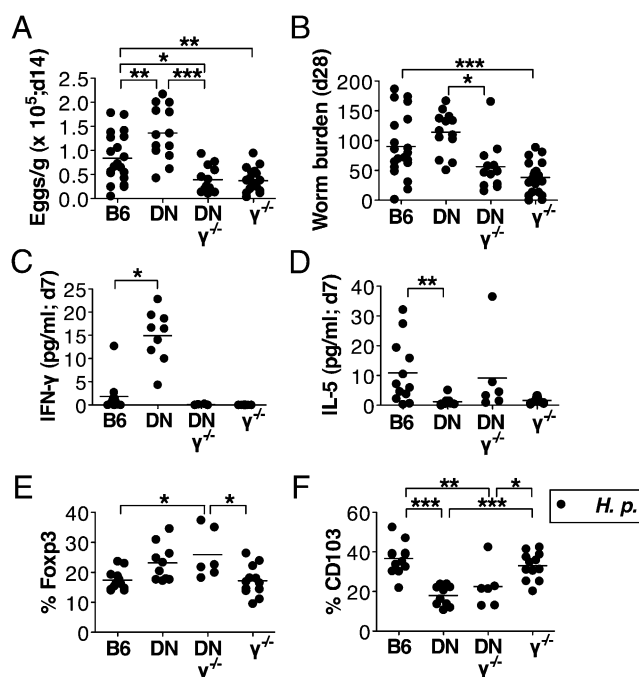 A
** 
*
** ***
Eggs/g (x 10⁵;d14)
2.5
2.0
1.5
1.0
0.5
0.0
B6 DN DN γ⁻/⁻
γ⁻/⁻
B
***
*
Worm burden (d28)
200
150
100
50
0
B6 DN DN γ⁻/⁻
γ⁻/⁻
C
*
IFN-γ (pg/ml; d7)
25
20
15
10
5
0
B6 DN DN γ⁻/⁻
γ⁻/⁻
D
**
IL-5 (pg/ml; d7)
40
30
20
10
0
B6 DN DN γ⁻/⁻
γ⁻/⁻
E
* *
% Foxp3
40
30
20
10
0
B6 DN DN γ⁻/⁻
γ⁻/⁻
F
** *
*** ***
H. p.
% CD103
60
40
20
0
B6 DN DN γ⁻/⁻
γ⁻/⁻